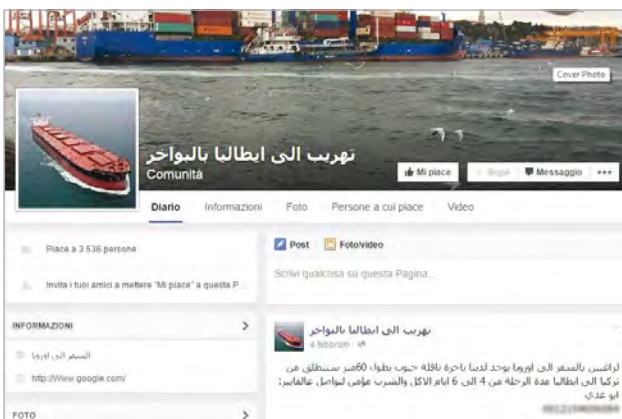 Cover Photo
تهريب الى ايطاليا بالبواخر
Comunità
Mi piace
Segui
Messaggio
Diario Informazioni Foto Persone a cui piace Video
Piace a 3 536 persone
Invita i tuoi amici a mettere "Mi piace" a questa P...
INFORMAZIONI
السفر الى اوروبا
http://Www.google.com/
FOTO
Post Foto/video
Scrivi qualcosa su questa Pagina...
تهريب الى ايطاليا بالبواخر
4 febbraio
لراغبين بالسفر الى اوروبا يوجد لدينا باخرة ناقلة حبوب بطول 60متر ستنطلق من
تركيا الى ايطاليا مدة الرحلة من 4 الى 6 ايام الاكل والشرب مؤمن لتواصل عالفايبر:
ابو عدي